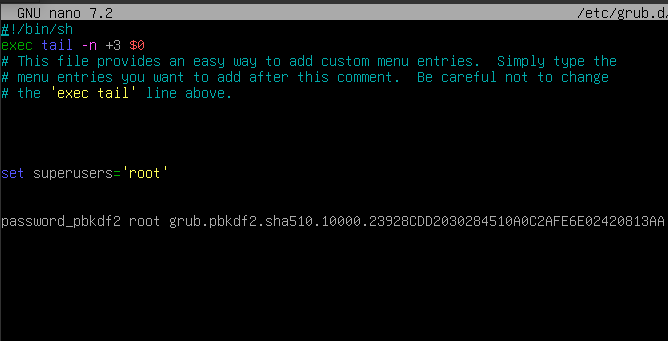 GNU nano 7.2 /etc/grub.d/
#!/bin/sh
exec tail -n +3 $0
# This file provides an easy way to add custom menu entries.  Simply type the
# menu entries you want to add after this comment.  Be careful not to change
# the 'exec tail' line above.
set superusers='root'
password_pbkdf2 root grub.pbkdf2.sha510.10000.23928CDD2030284510A0C2AFE6E02420813AA